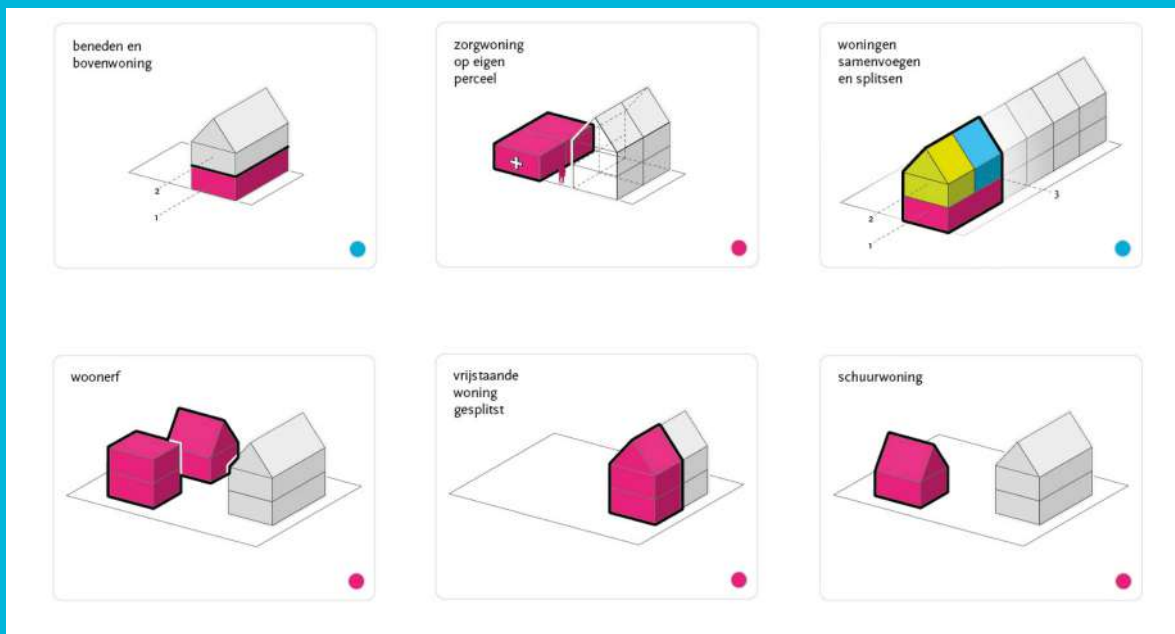 beneden en
bovenwoning
2
1
zorgwoning
op eigen
perceel
woningen
samenvoegen
en splitsen
3
2
1
woonerf
vrijstaande
woning
gesplitst
schuurwoning